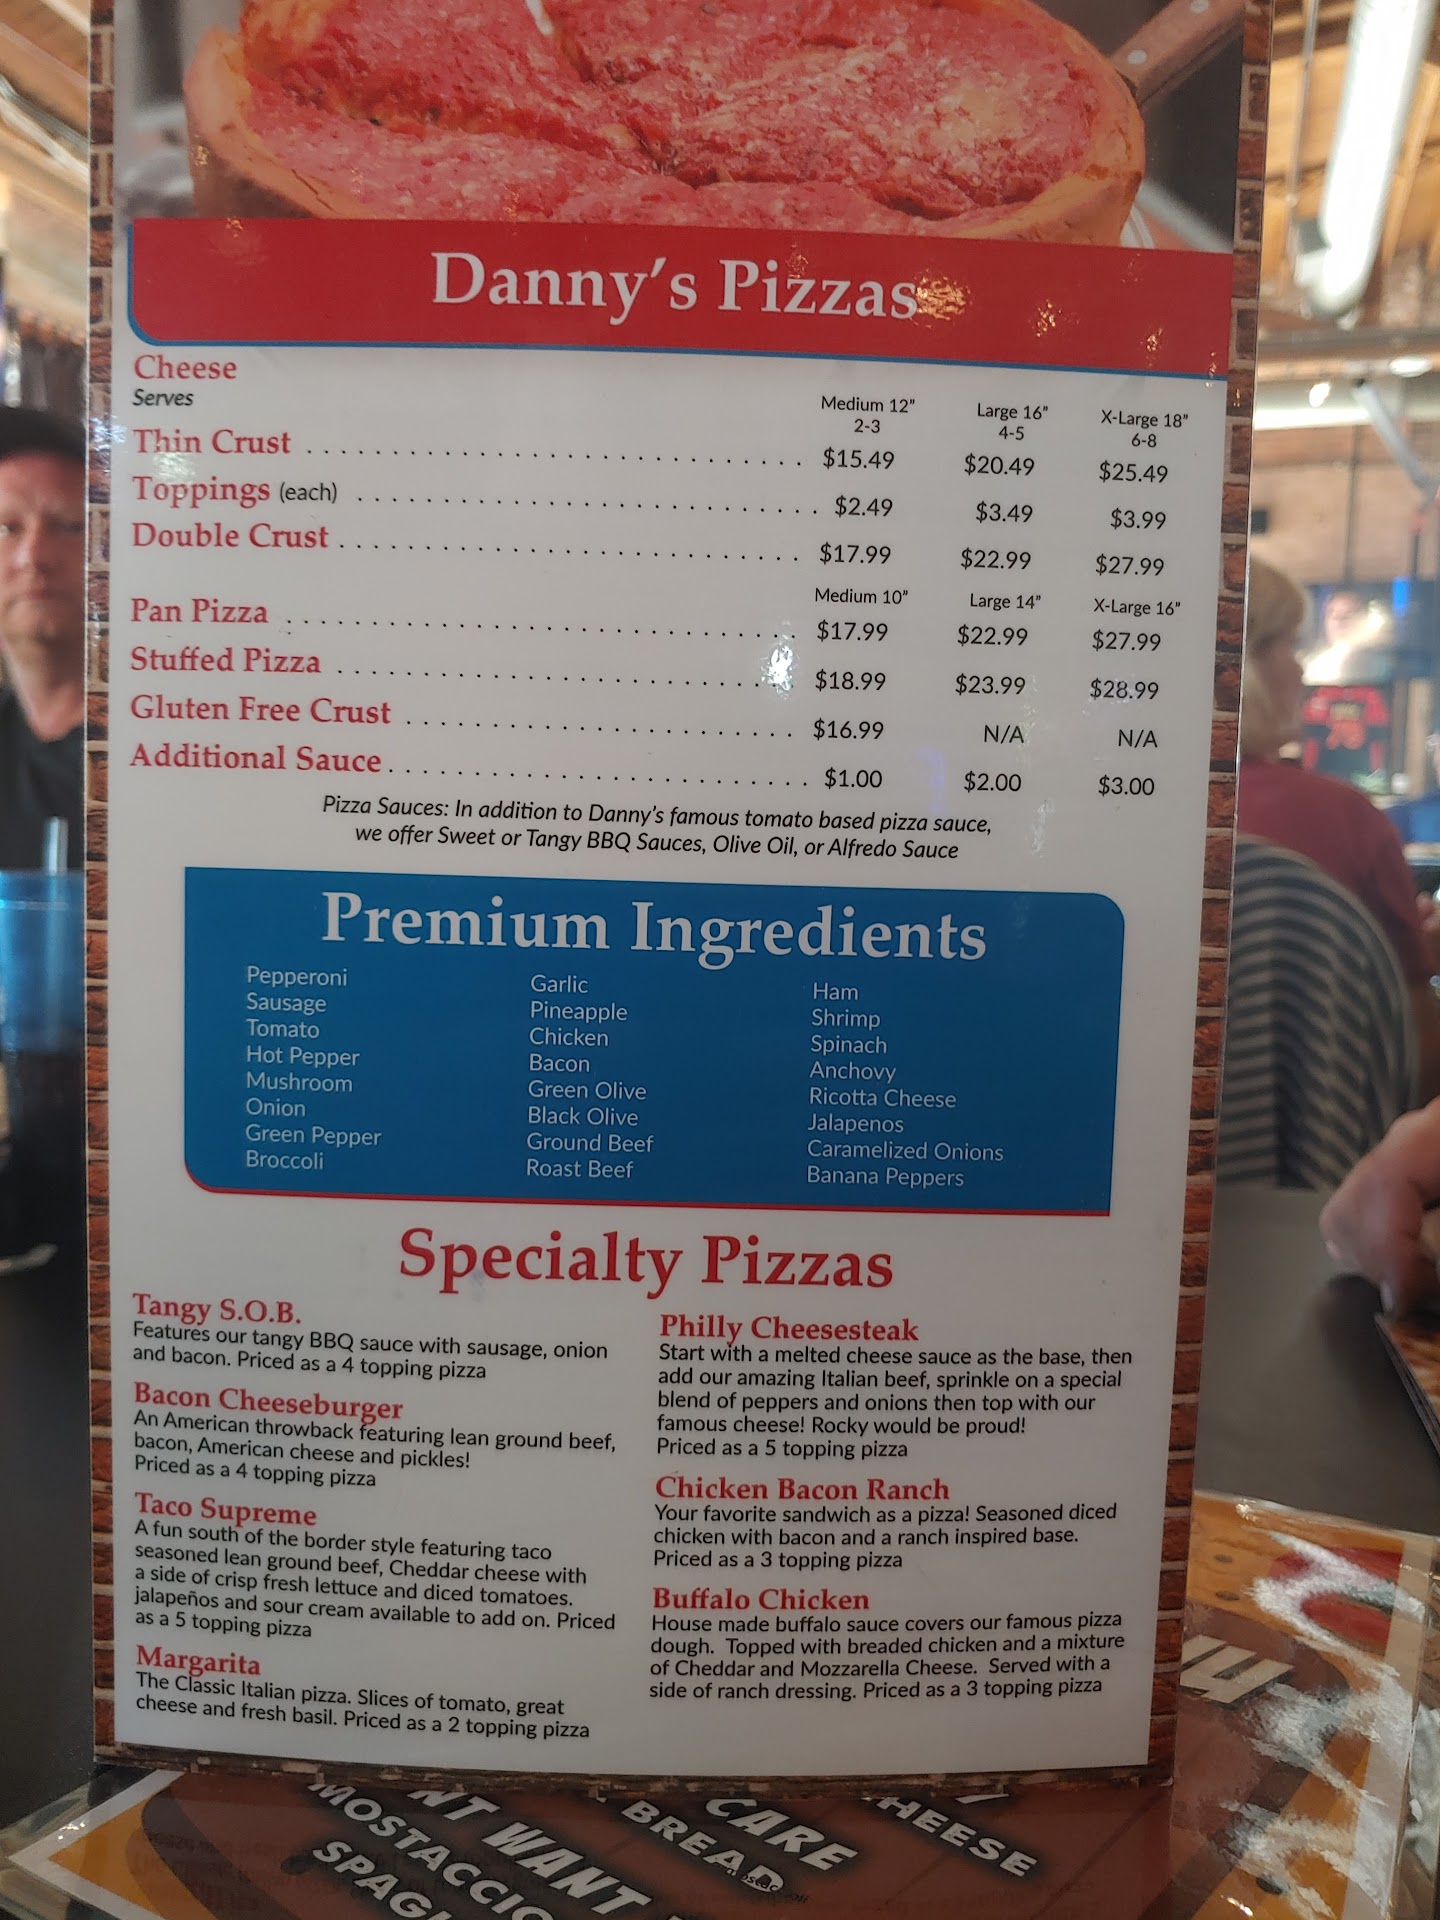 Danny's Pizzas
Cheese
Serves
Medium 12" Large 16" X-Large 18"
2-3 4-5 6-8
Thin Crust $15.49 $20.49 $25.49
Toppings (each) $2.49 $3.49 $3.99
Double Crust $17.99 $22.99 $27.99
Medium 10" Large 14" X-Large 16"
Pan Pizza $17.99 $22.99 $27.99
Stuffed Pizza $18.99 $23.99 $28.99
Gluten Free Crust $16.99 N/A N/A
Additional Sauce $1.00 $2.00 $3.00
Pizza Sauces: In addition to Danny's famous tomato based pizza sauce,
we offer Sweet or Tangy BBQ Sauces, Olive Oil, or Alfredo Sauce
Premium Ingredients
Pepperoni
Sausage
Tomato
Hot Pepper
Mushroom
Onion
Green Pepper
Broccoli
Garlic
Pineapple
Chicken
Bacon
Green Olive
Black Olive
Ground Beef
Roast Beef
Ham
Shrimp
Spinach
Anchovy
Ricotta Cheese
Jalapenos
Caramelized Onions
Banana Peppers
Specialty Pizzas
Tangy S.O.B.
Features our tangy BBQ sauce with sausage, onion
and bacon. Priced as a 4 topping pizza
Bacon Cheeseburger
An American throwback featuring lean ground beef,
bacon, American cheese and pickles!
Priced as a 4 topping pizza
Taco Supreme
A fun south of the border style featuring taco
seasoned lean ground beef, Cheddar cheese with
a side of crisp fresh lettuce and diced tomatoes.
jalapeños and sour cream available to add on. Priced
as a 5 topping pizza
Margarita
The Classic Italian pizza. Slices of tomato, great
cheese and fresh basil. Priced as a 2 topping pizza
Philly Cheesesteak
Start with a melted cheese sauce as the base, then
add our amazing Italian beef, sprinkle on a special
blend of peppers and onions then top with our
famous cheese! Rocky would be proud!
Priced as a 5 topping pizza
Chicken Bacon Ranch
Your favorite sandwich as a pizza! Seasoned diced
chicken with bacon and a ranch inspired base.
Priced as a 3 topping pizza
Buffalo Chicken
House made buffalo sauce covers our famous pizza
dough. Topped with breaded chicken and a mixture
of Cheddar and Mozzarella Cheese. Served with a
side of ranch dressing. Priced as a 3 topping pizza
WANT
MOSTACCIO
BREAD
CARE
HEESE